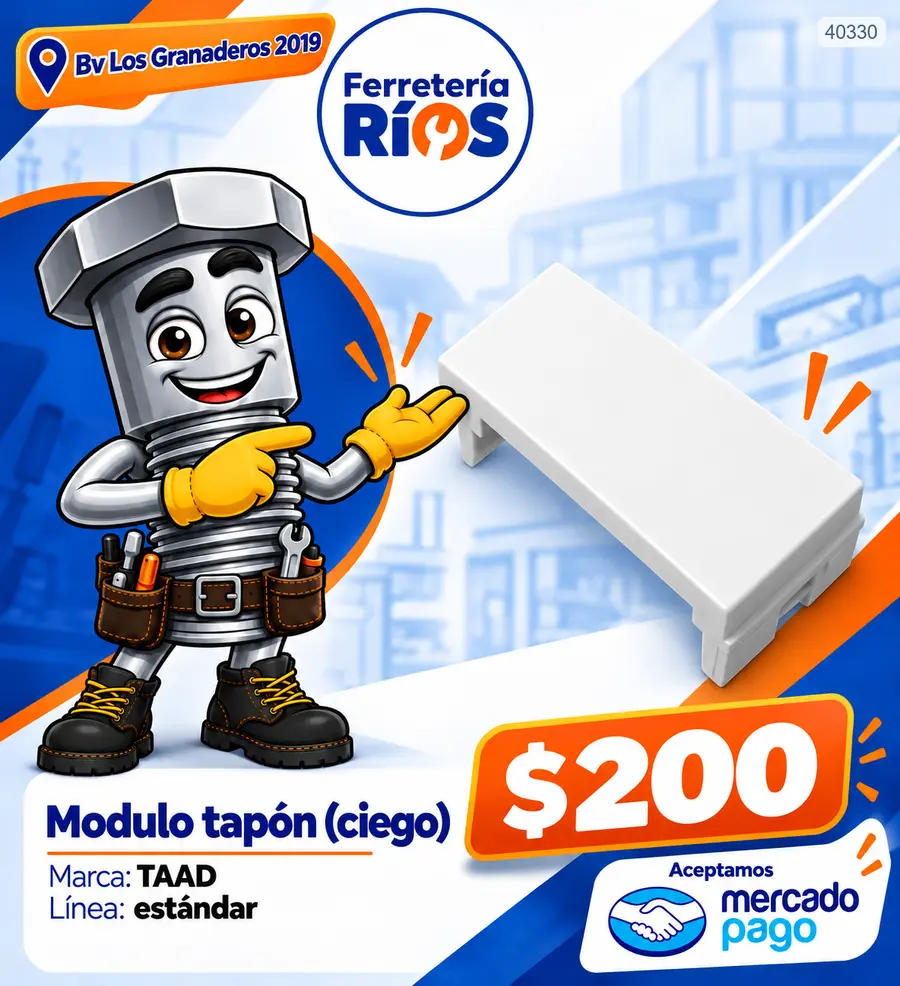 Bv Los Granaderos 2019
40330
Ferretería
Ríos
Modulo tapón (ciego)
Marca: TAAD
Línea: estándar
$200
Aceptamos
mercado
pago